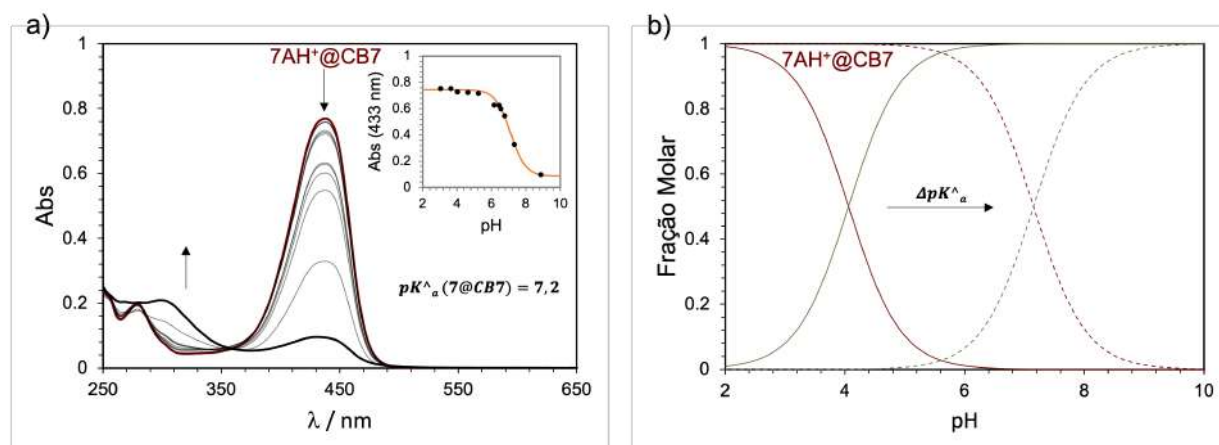 a)
7AH⁺@CB7
1
0.8
0.6
0.4
0.2
0
Abs
250
350
450
550
650
λ / nm
Abs (433 nm)
1
0.8
0.6
0.4
0.2
0
2
4
6
8
10
pH
pK^ₐ(7@CB7) = 7,2
b)
7AH⁺@CB7
1
0.8
0.6
0.4
0.2
0
Fração Molar
ΔpK^ₐ
2
4
6
8
10
pH